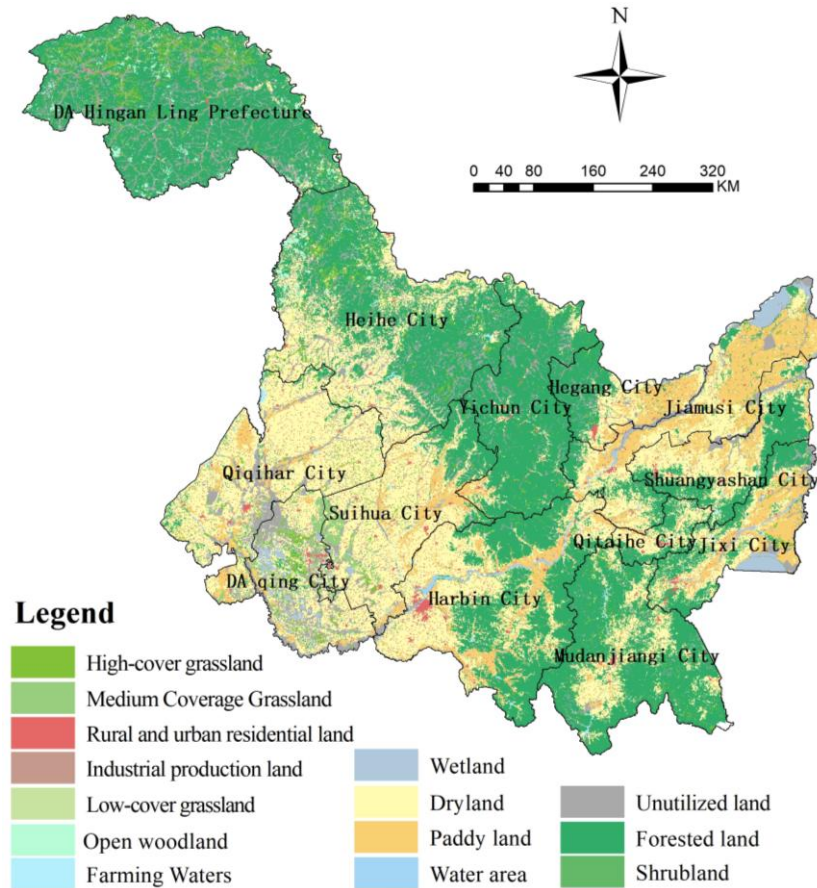 N
0 40 80 160 240 320
KM
DA Hingan Ling Prefecture
Heihe City
Yichun City
Hegang City
Jiamusi City
Qiqihar City
Shuangyashan City
Suihua City
Qitaihe City
Jixi City
DA qing City
Harbin City
Mudanjiangi City
Legend
High-cover grassland
Medium Coverage Grassland
Rural and urban residential land
Industrial production land
Low-cover grassland
Open woodland
Farming Waters
Wetland
Dryland
Paddy land
Water area
Unutilized land
Forested land
Shrubland